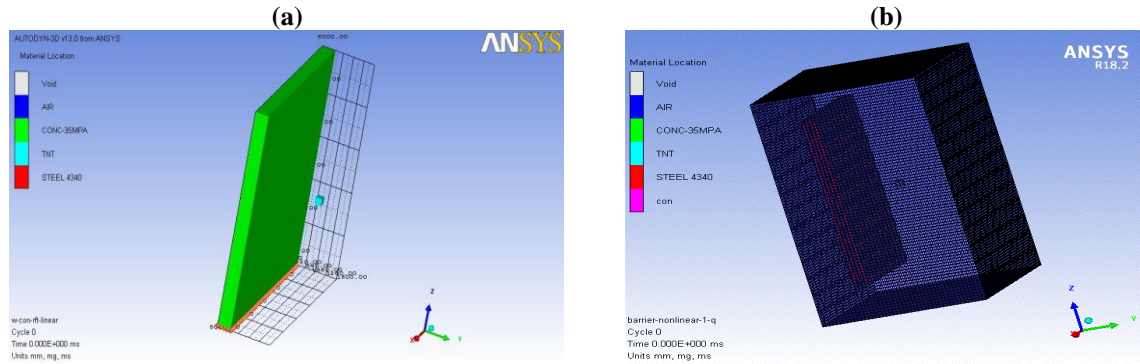 (a)
(b)
AUTODYN-3D v13.0 from ANSYS
Material Location
Void
AIR
CONC-35MPA
TNT
STEEL 4340
ANSYS
w-con-rft-linear
Cycle 0
Time 0.000E+000 ms
Units mm, mg, ms
X
Y
Z
ANSYS
R18.2
Material Location
Void
AIR
CONC-35MPA
TNT
STEEL 4340
con
barrier-nonlinear-1-q
Cycle 0
Time 0.000E+000 ms
Units mm, mg, ms
Z
X
Y